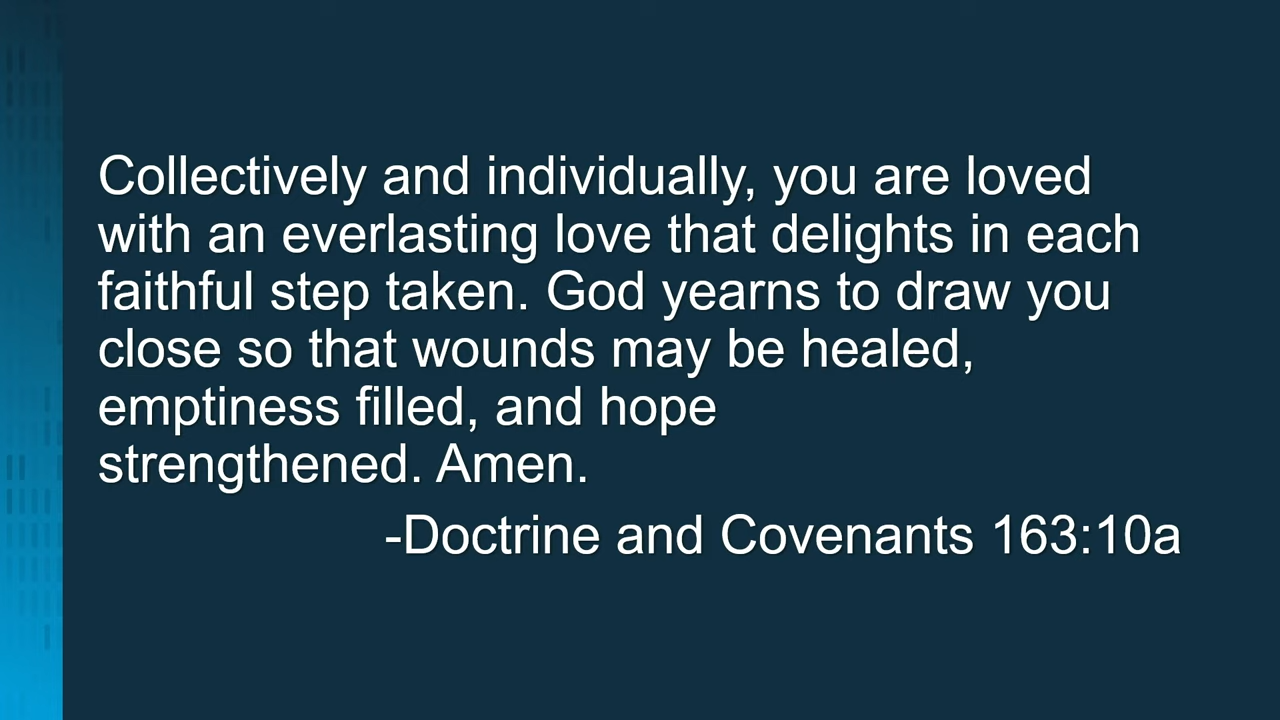 Collectively and individually, you are loved
with an everlasting love that delights in each
faithful step taken. God yearns to draw you
close so that wounds may be healed,
emptiness filled, and hope
strengthened. Amen.
-Doctrine and Covenants 163:10a